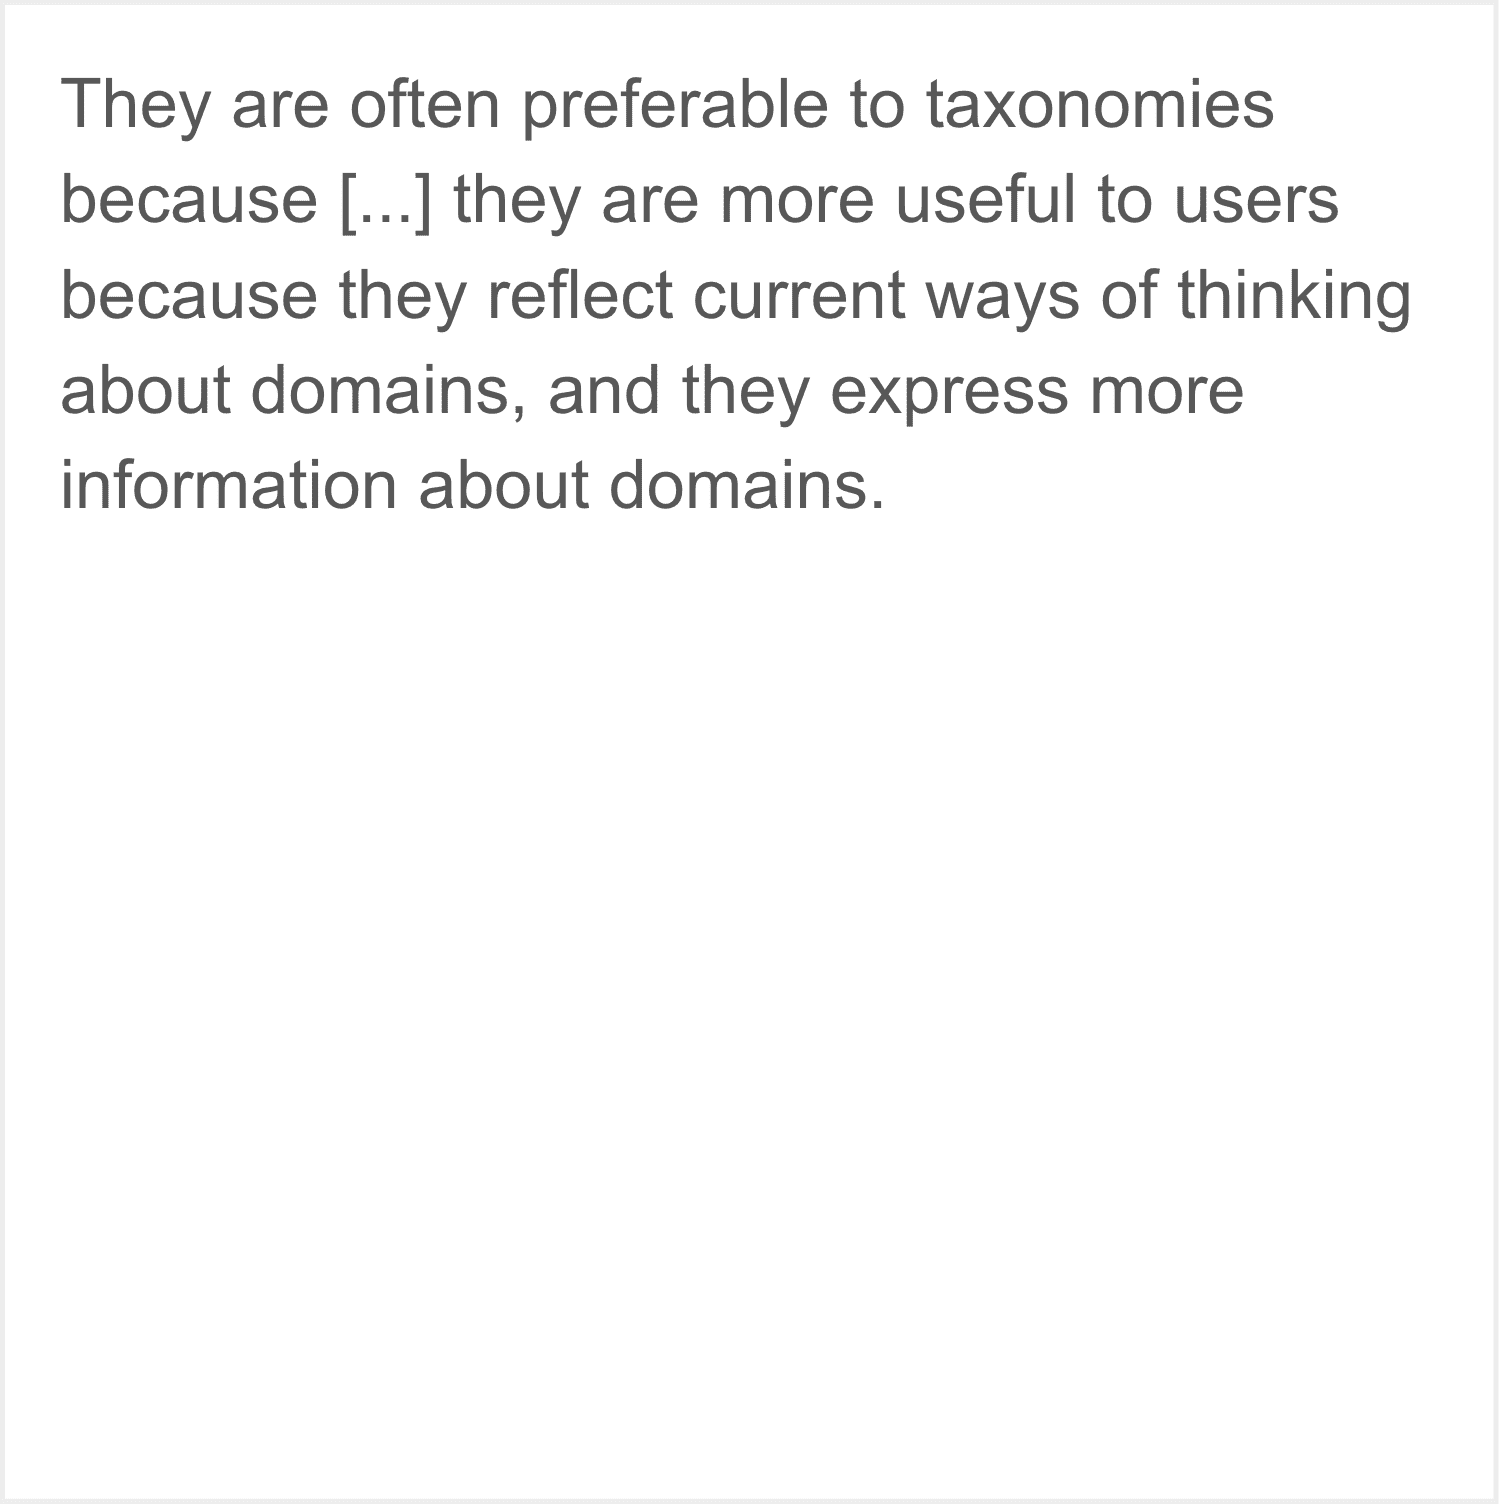 They are often preferable to taxonomies
because [...] they are more useful to users
because they reflect current ways of thinking
about domains, and they express more
information about domains.